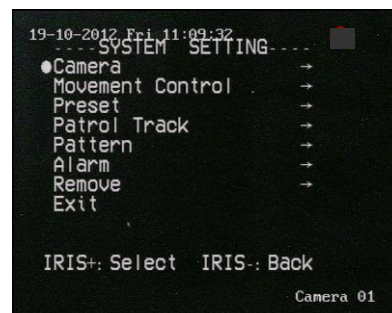 19-10-2012 Fri 11:09:32
----SYSTEM SETTING----
●Camera →
Movement Control →
Preset →
Patrol Track →
Pattern →
Alarm →
Remove →
Exit
IRIS+: Select IRIS-: Back
Camera 01